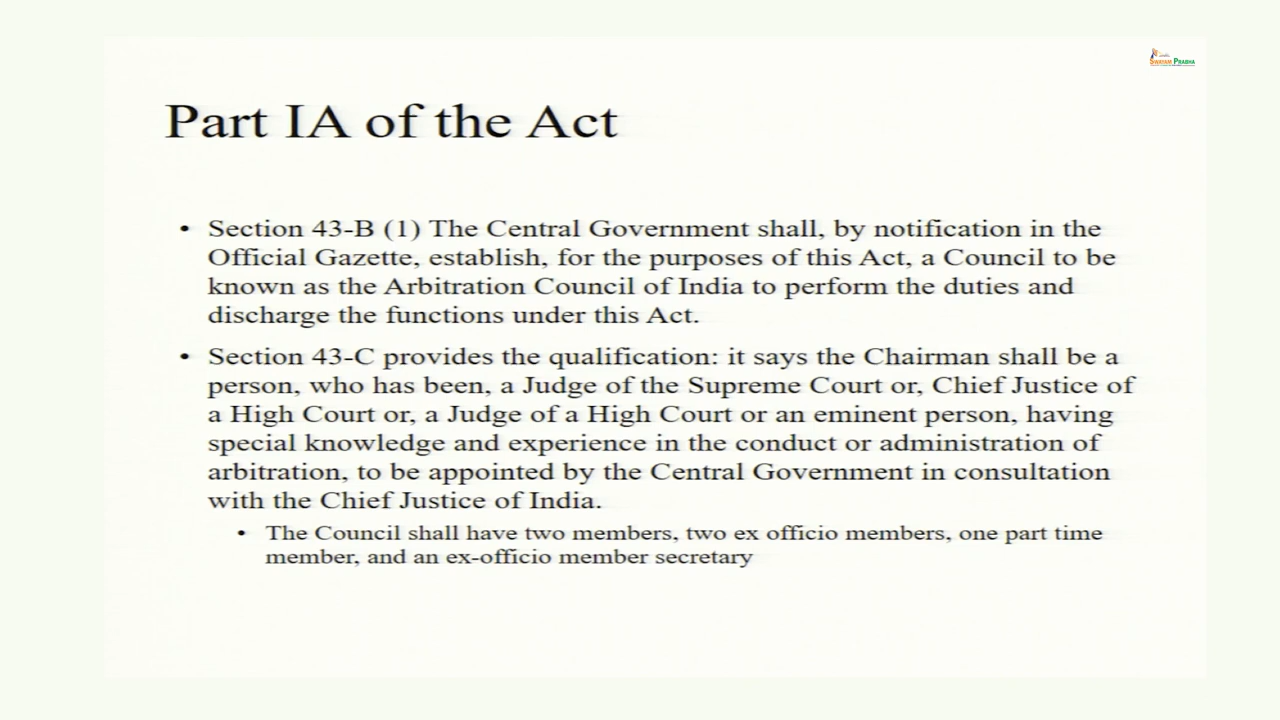 SWAYAM PRABHA
Part IA of the Act
• Section 43-B (1) The Central Government shall, by notification in the
Official Gazette, establish, for the purposes of this Act, a Council to be
known as the Arbitration Council of India to perform the duties and
discharge the functions under this Act.
• Section 43-C provides the qualification: it says the Chairman shall be a
person, who has been, a Judge of the Supreme Court or, Chief Justice of
a High Court or, a Judge of a High Court or an eminent person, having
special knowledge and experience in the conduct or administration of
arbitration, to be appointed by the Central Government in consultation
with the Chief Justice of India.
• The Council shall have two members, two ex officio members, one part time
member, and an ex-officio member secretary